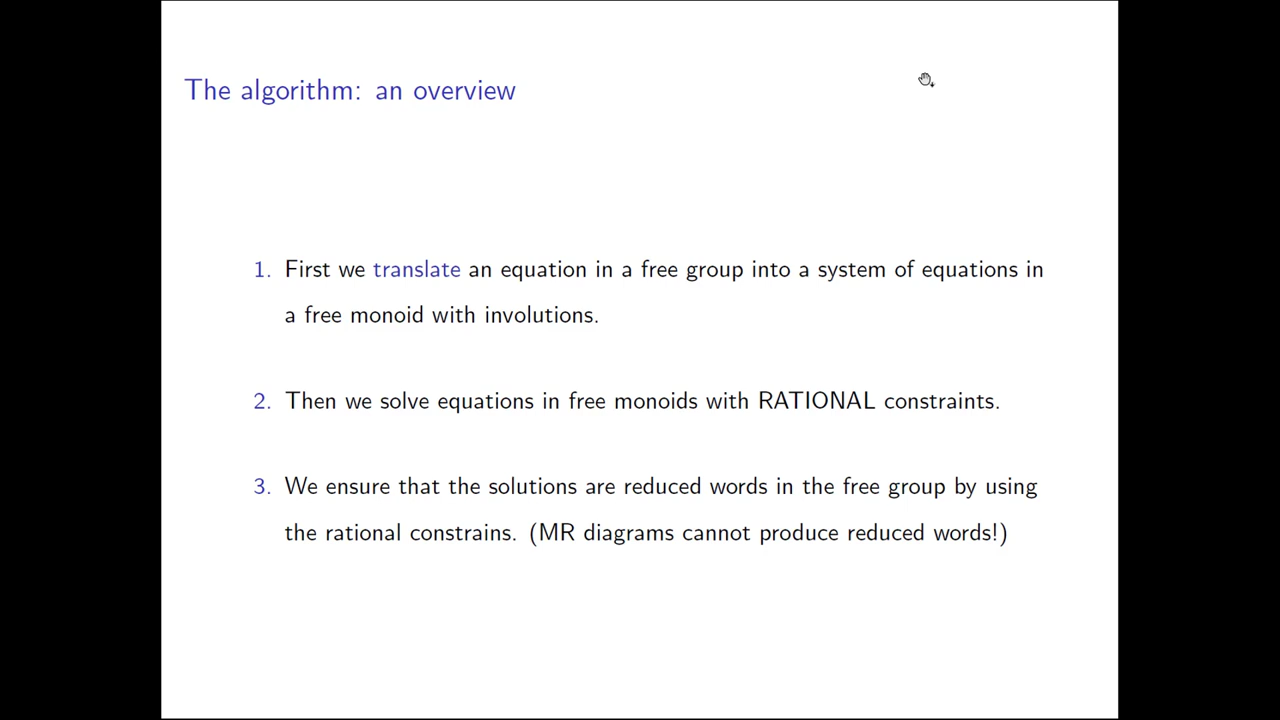 The algorithm: an overview
1. First we translate an equation in a free group into a system of equations in
a free monoid with involutions.
2. Then we solve equations in free monoids with RATIONAL constraints.
3. We ensure that the solutions are reduced words in the free group by using
the rational constrains. (MR diagrams cannot produce reduced words!)